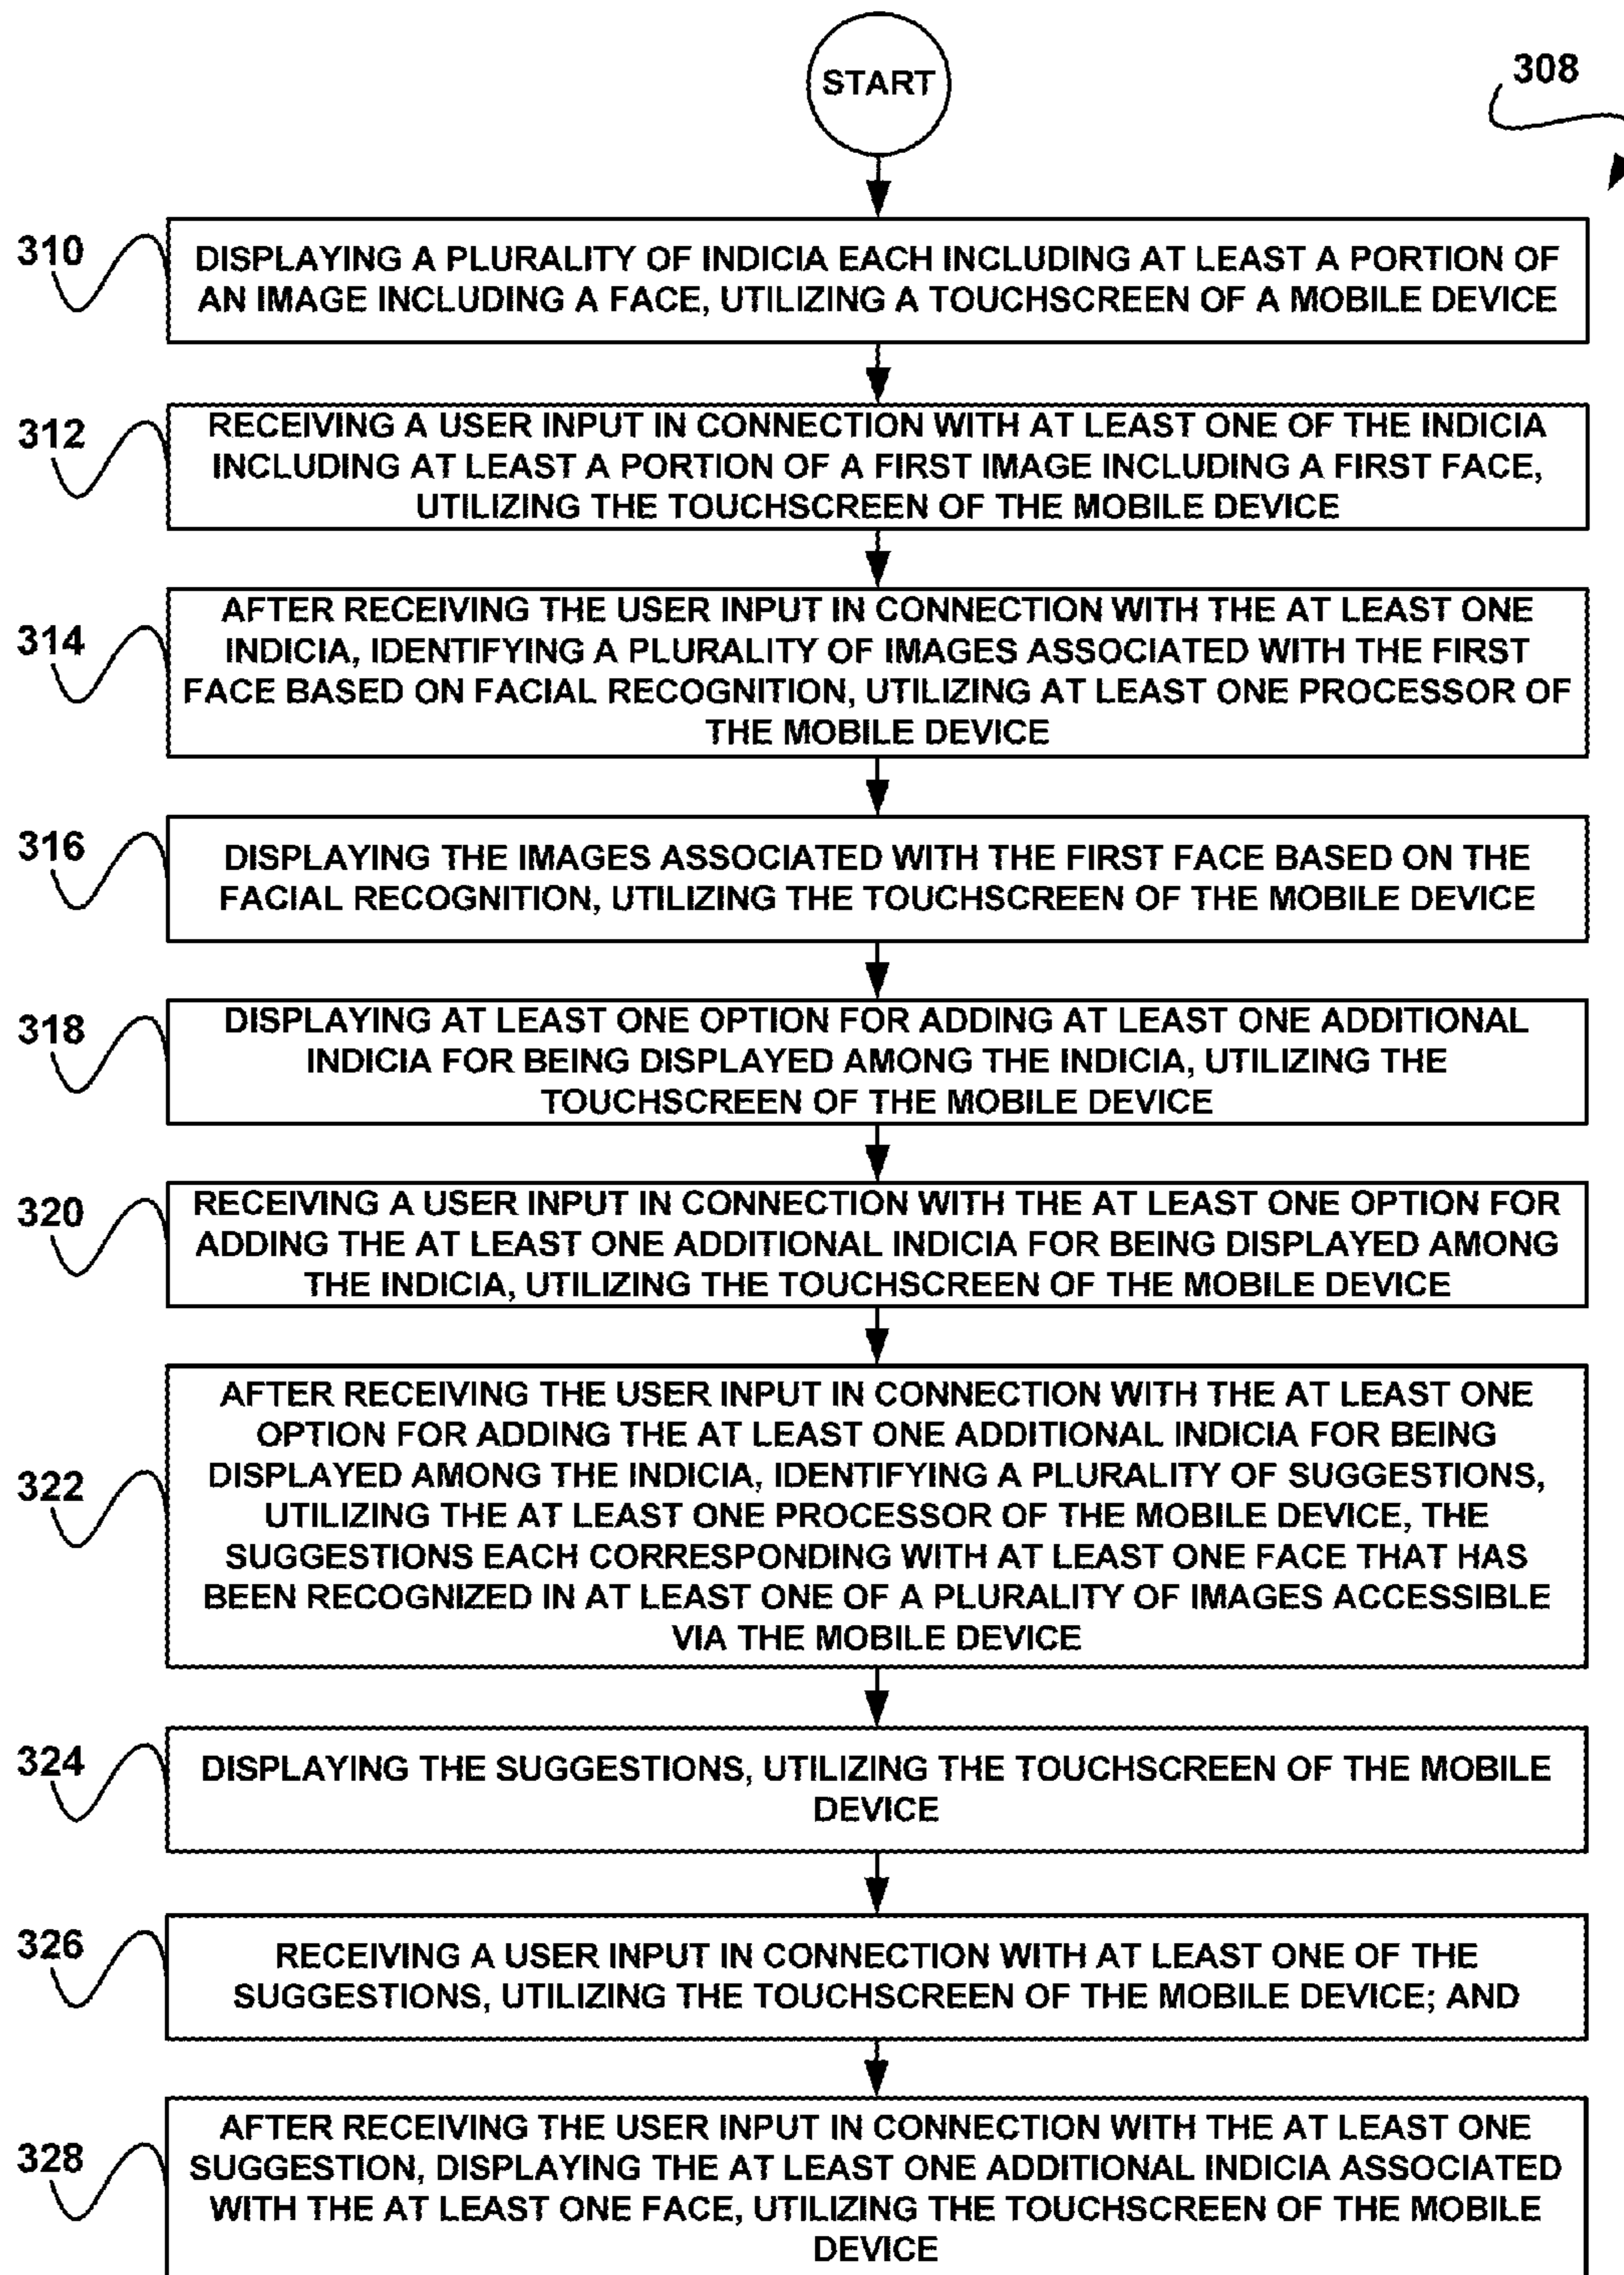 START
308
310
DISPLAYING A PLURALITY OF INDICIA EACH INCLUDING AT LEAST A PORTION OF
AN IMAGE INCLUDING A FACE, UTILIZING A TOUCHSCREEN OF A MOBILE DEVICE
312
RECEIVING A USER INPUT IN CONNECTION WITH AT LEAST ONE OF THE INDICIA
INCLUDING AT LEAST A PORTION OF A FIRST IMAGE INCLUDING A FIRST FACE,
UTILIZING THE TOUCHSCREEN OF THE MOBILE DEVICE
314
AFTER RECEIVING THE USER INPUT IN CONNECTION WITH THE AT LEAST ONE
INDICIA, IDENTIFYING A PLURALITY OF IMAGES ASSOCIATED WITH THE FIRST
FACE BASED ON FACIAL RECOGNITION, UTILIZING AT LEAST ONE PROCESSOR OF
THE MOBILE DEVICE
316
DISPLAYING THE IMAGES ASSOCIATED WITH THE FIRST FACE BASED ON THE
FACIAL RECOGNITION, UTILIZING THE TOUCHSCREEN OF THE MOBILE DEVICE
318
DISPLAYING AT LEAST ONE OPTION FOR ADDING AT LEAST ONE ADDITIONAL
INDICIA FOR BEING DISPLAYED AMONG THE INDICIA, UTILIZING THE
TOUCHSCREEN OF THE MOBILE DEVICE
320
RECEIVING A USER INPUT IN CONNECTION WITH THE AT LEAST ONE OPTION FOR
ADDING THE AT LEAST ONE ADDITIONAL INDICIA FOR BEING DISPLAYED AMONG
THE INDICIA, UTILIZING THE TOUCHSCREEN OF THE MOBILE DEVICE
322
AFTER RECEIVING THE USER INPUT IN CONNECTION WITH THE AT LEAST ONE
OPTION FOR ADDING THE AT LEAST ONE ADDITIONAL INDICIA FOR BEING
DISPLAYED AMONG THE INDICIA, IDENTIFYING A PLURALITY OF SUGGESTIONS,
UTILIZING THE AT LEAST ONE PROCESSOR OF THE MOBILE DEVICE, THE
SUGGESTIONS EACH CORRESPONDING WITH AT LEAST ONE FACE THAT HAS
BEEN RECOGNIZED IN AT LEAST ONE OF A PLURALITY OF IMAGES ACCESSIBLE
VIA THE MOBILE DEVICE
324
DISPLAYING THE SUGGESTIONS, UTILIZING THE TOUCHSCREEN OF THE MOBILE
DEVICE
326
RECEIVING A USER INPUT IN CONNECTION WITH AT LEAST ONE OF THE
SUGGESTIONS, UTILIZING THE TOUCHSCREEN OF THE MOBILE DEVICE; AND
328
AFTER RECEIVING THE USER INPUT IN CONNECTION WITH THE AT LEAST ONE
SUGGESTION, DISPLAYING THE AT LEAST ONE ADDITIONAL INDICIA ASSOCIATED
WITH THE AT LEAST ONE FACE, UTILIZING THE TOUCHSCREEN OF THE MOBILE
DEVICE